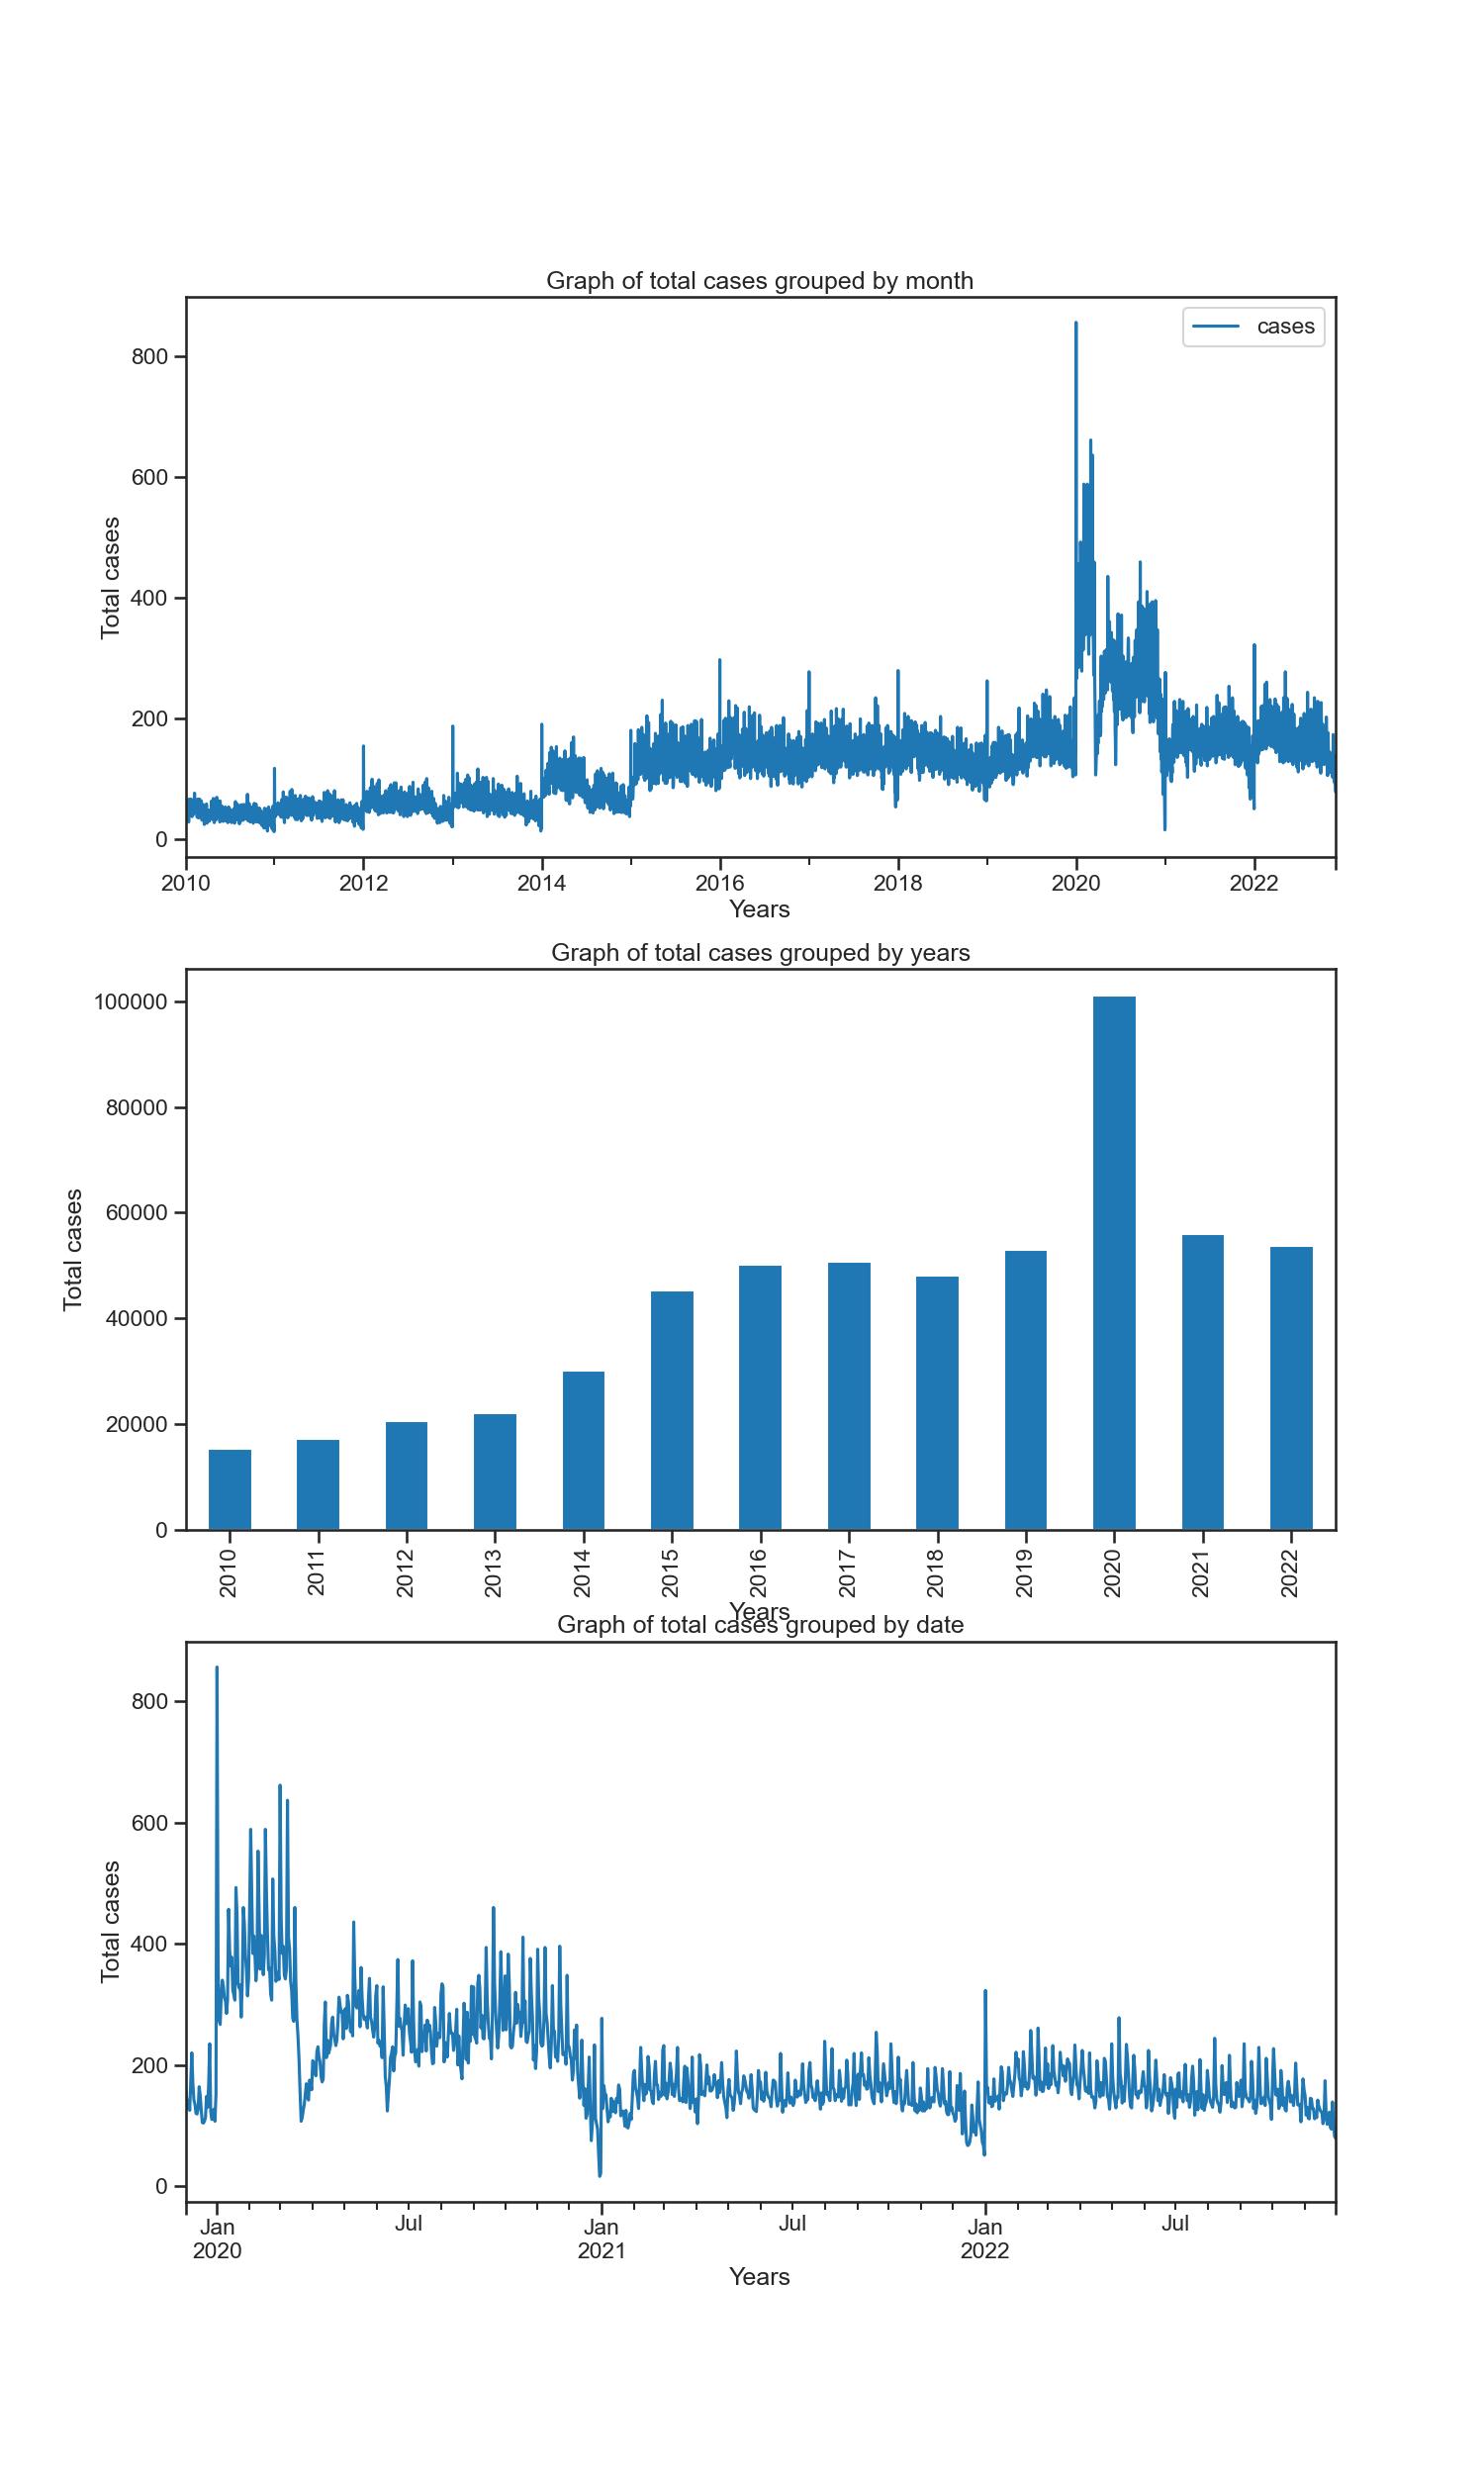 Graph of total cases grouped by month
cases
800
600
400
200
0
Total cases
2010 2012 2014 2016 2018 2020 2022
Years
Graph of total cases grouped by years
100000
80000
60000
40000
20000
0
Total cases
2010 2011 2012 2013 2014 2015 2016 2017 2018 2019 2020 2021 2022
Years
Graph of total cases grouped by date
800
600
400
200
0
Total cases
Jan Jul Jan Jul Jan Jul
2020 2021 2022
Years